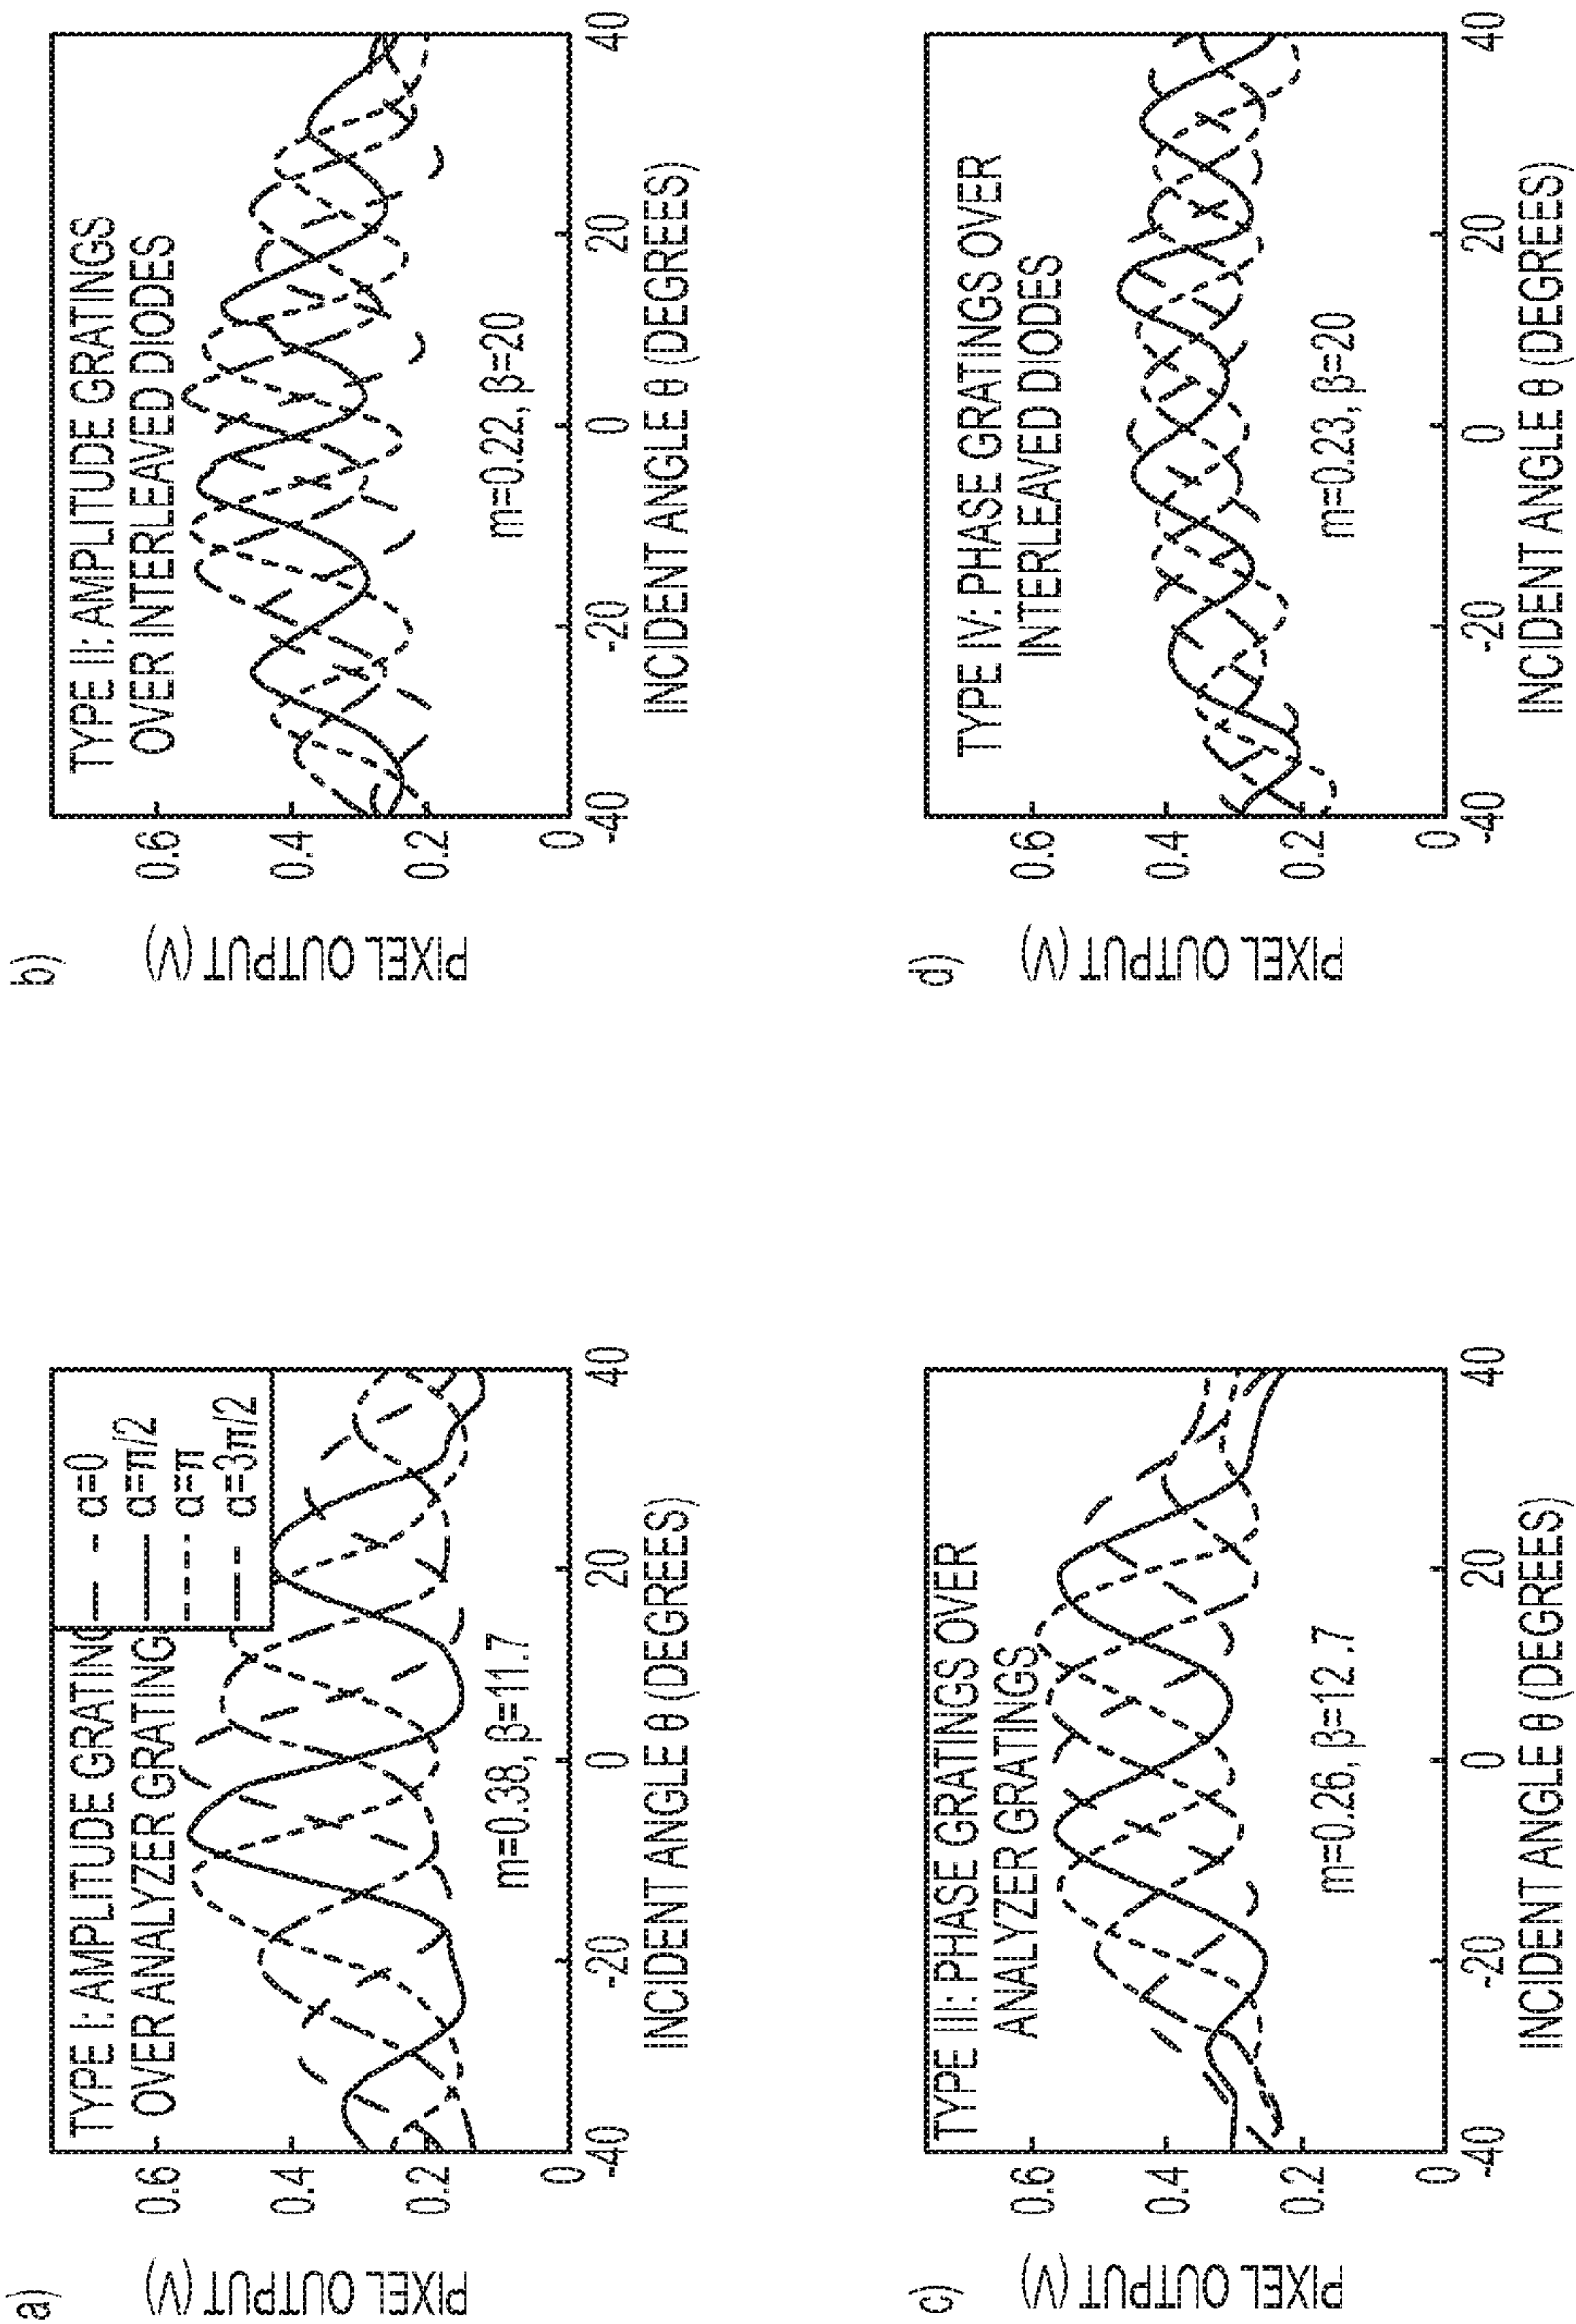 a)
TYPE I: AMPLITUDE GRATING
OVER ANALYZER GRATING
α=0
α=π/2
α=π
α=3π/2
m=0.38, β=11.7
PIXEL OUTPUT (V)
0.6
0.4
0.2
0
-40
-20
0
20
40
INCIDENT ANGLE θ (DEGREES)
b)
TYPE II: AMPLITUDE GRATINGS
OVER INTERLEAVED DIODES
m=0.22, β=20
PIXEL OUTPUT (V)
0.6
0.4
0.2
0
-40
-20
0
20
40
INCIDENT ANGLE θ (DEGREES)
c)
TYPE III: PHASE GRATINGS OVER
ANALYZER GRATINGS
m=0.26, β=12.7
PIXEL OUTPUT (V)
0.6
0.4
0.2
0
-40
-20
0
20
40
INCIDENT ANGLE θ (DEGREES)
d)
TYPE IV: PHASE GRATINGS OVER
INTERLEAVED DIODES
m=0.23, β=20
PIXEL OUTPUT (V)
0.6
0.4
0.2
0
-40
-20
0
20
40
INCIDENT ANGLE θ (DEGREES)